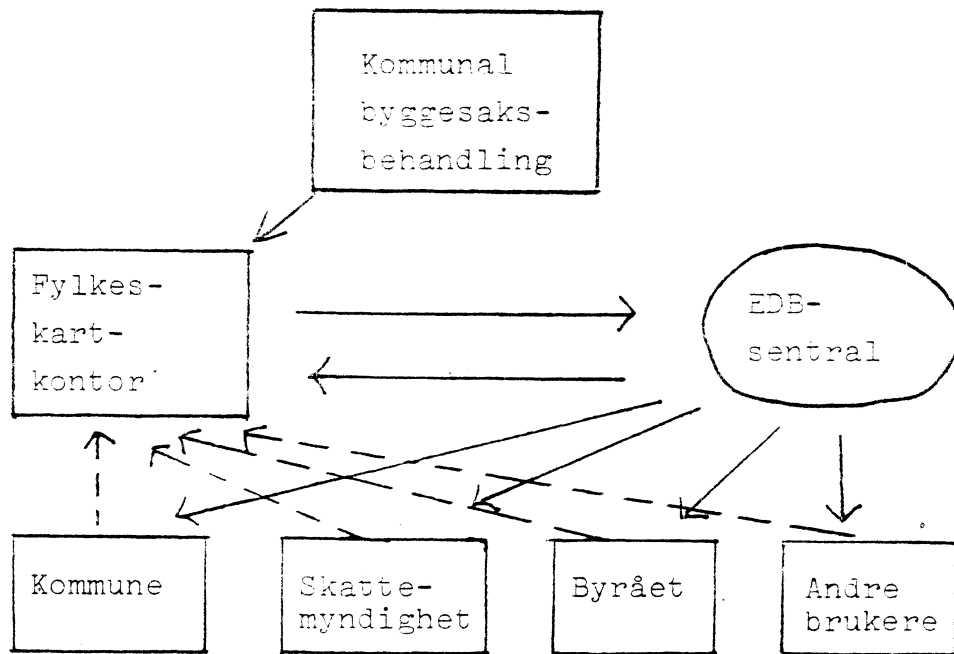 Kommunal
byggesaks-
behandling
Fylkes-
kart-
kontor
EDB-
sentral
Kommune
Skatte-
myndighet
Byrået
Andre
brukere